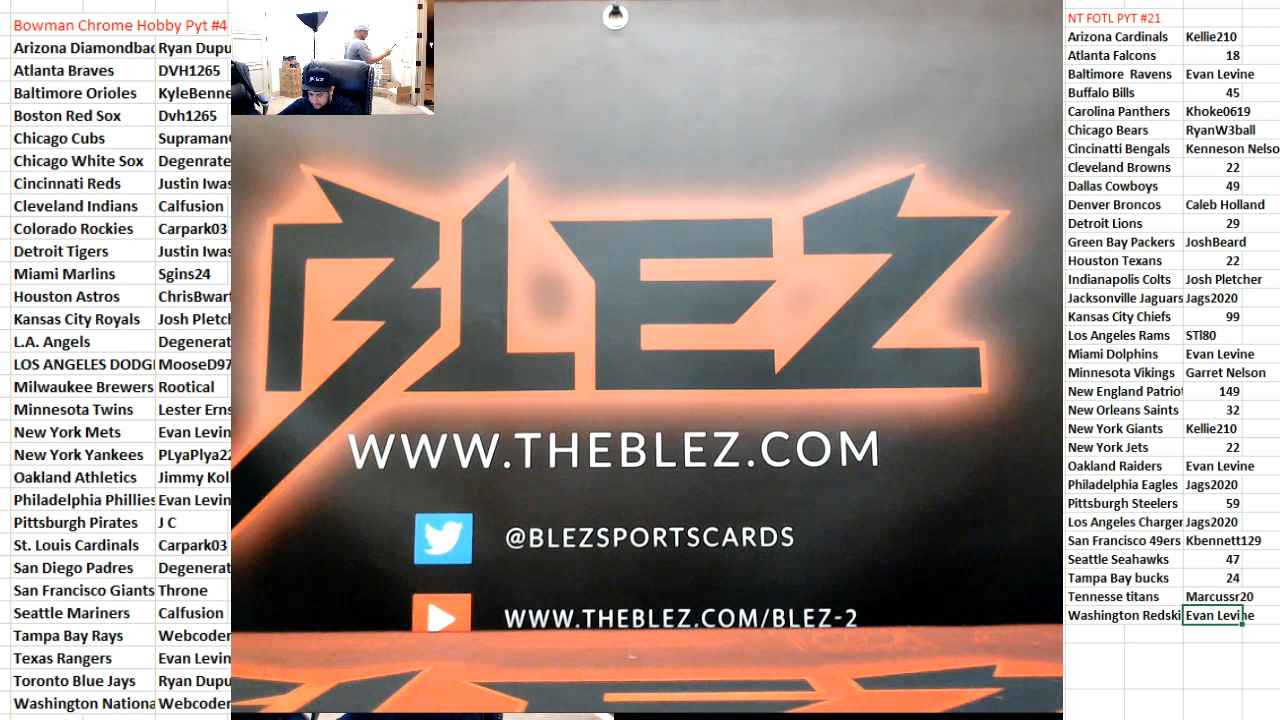 Bowman Chrome Hobby Pyt #4
Arizona Diamondbac Ryan Dupu
Atlanta Braves DVH1265
Baltimore Orioles KyleBenne
Boston Red Sox Dvh1265
Chicago Cubs Supraman
Chicago White Sox Degenrate
Cincinnati Reds Justin Iwas
Cleveland Indians Calfusion
Colorado Rockies Carpark03
Detroit Tigers Justin Iwas
Miami Marlins Sgins24
Houston Astros ChrisBwart
Kansas City Royals Josh Pletch
L.A. Angels Degenerat
LOS ANGELES DODG MooseD97
Milwaukee Brewers Rootical
Minnesota Twins Lester Erns
New York Mets Evan Levin
New York Yankees PLyaPlya22
Oakland Athletics Jimmy Kol
Philadelphia Phillies Evan Levin
Pittsburgh Pirates J C
St. Louis Cardinals Carpark03
San Diego Padres Degenerat
San Francisco Giants Throne
Seattle Mariners Calfusion
Tampa Bay Rays Webcoder
Texas Rangers Evan Levin
Toronto Blue Jays Ryan Dupu
Washington Nationa Webcoder
BLEZ
WWW.THEBLEZ.COM
@BLEZSPORTSCARDS
WWW.THEBLEZ.COM/BLEZ-2
NT FOTL PYT #21
Arizona Cardinals Kellie210
Atlanta Falcons 18
Baltimore Ravens Evan Levine
Buffalo Bills 45
Carolina Panthers Khoke0619
Chicago Bears RyanW3ball
Cincinatti Bengals Kenneson Nelso
Cleveland Browns 22
Dallas Cowboys 49
Denver Broncos Caleb Holland
Detroit Lions 29
Green Bay Packers JoshBeard
Houston Texans 22
Indianapolis Colts Josh Pletcher
Jacksonville Jaguars Jags2020
Kansas City Chiefs 99
Los Angeles Rams STl80
Miami Dolphins Evan Levine
Minnesota Vikings Garret Nelson
New England Patriot 149
New Orleans Saints 32
New York Giants Kellie210
New York Jets 22
Oakland Raiders Evan Levine
Philadelphia Eagles Jags2020
Pittsburgh Steelers 59
Los Angeles Charger Jags2020
San Francisco 49ers Kbennett129
Seattle Seahawks 47
Tampa Bay bucks 24
Tennesse titans Marcussr20
Washington Redski Evan Levine